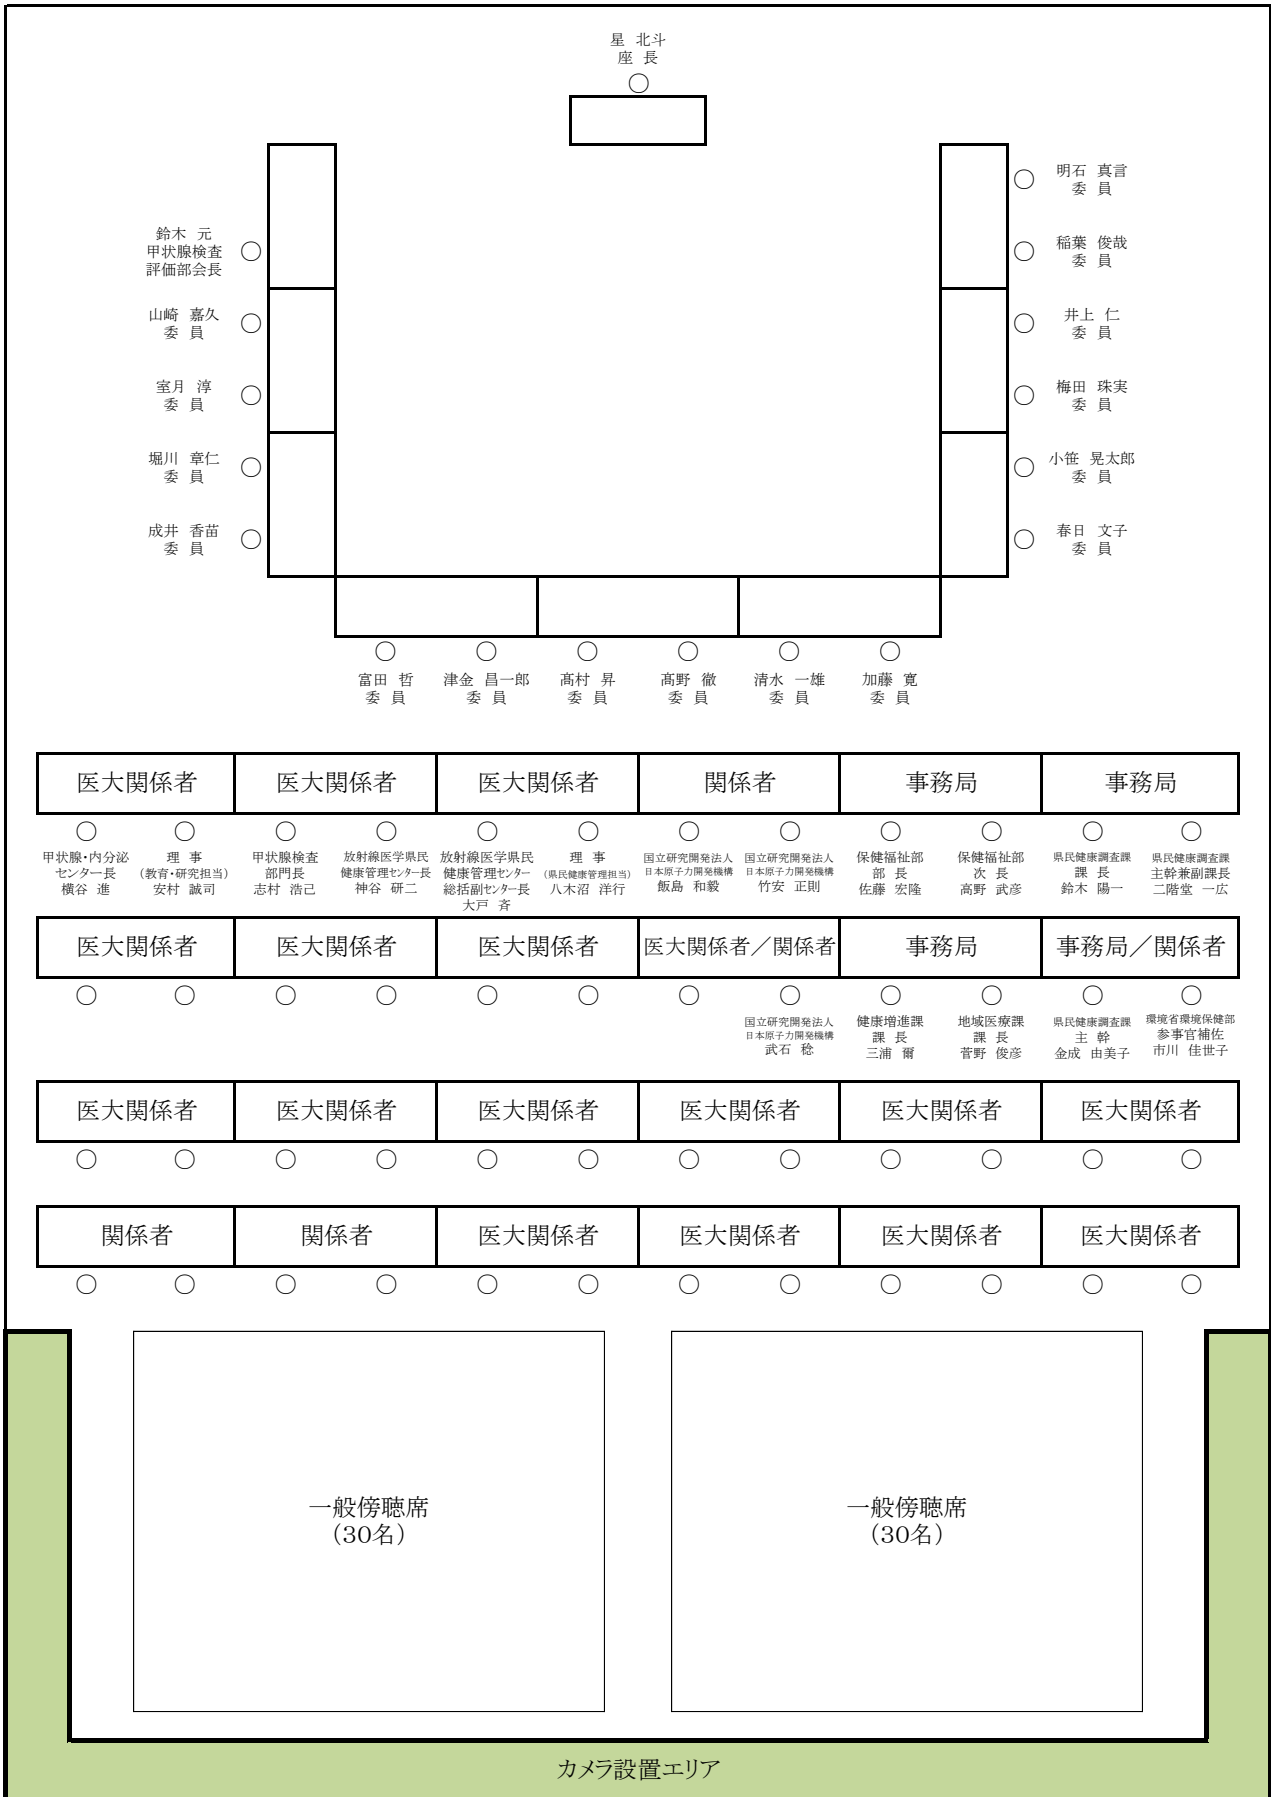 星 北斗
座 長
鈴木 元
甲状腺検査
評価部会長
山崎 嘉久
委 員
室月 淳
委 員
堀川 章仁
委 員
成井 香苗
委 員
明石 真言
委 員
稲葉 俊哉
委 員
井上 仁
委 員
梅田 珠実
委 員
小笹 晃太郎
委 員
春日 文子
委 員
富田 哲
委 員
津金 昌一郎
委 員
髙村 昇
委 員
髙野 徹
委 員
清水 一雄
委 員
加藤 寛
委 員
医大関係者
医大関係者
医大関係者
関係者
事務局
事務局
甲状腺・内分泌
センター長
横谷 進
理 事
(教育・研究担当)
安村 誠司
甲状腺検査
部門長
志村 浩己
放射線医学県民
健康管理センター長
神谷 研二
放射線医学県民
健康管理センター
総括副センター長
大戸 斉
理 事
(県民健康管理担当)
八木沼 洋行
国立研究開発法人
日本原子力開発機構
飯島 和毅
国立研究開発法人
日本原子力開発機構
竹安 正則
保健福祉部
部 長
佐藤 宏隆
保健福祉部
次 長
高野 武彦
県民健康調査課
課 長
鈴木 陽一
県民健康調査課
主幹兼副課長
二階堂 一広
医大関係者
医大関係者
医大関係者
医大関係者／関係者
事務局
事務局／関係者
国立研究開発法人
日本原子力開発機構
武石 稔
健康増進課
課 長
三浦 爾
地域医療課
課 長
菅野 俊彦
県民健康調査課
主 幹
金成 由美子
環境省環境保健部
参事官補佐
市川 佳世子
医大関係者
医大関係者
医大関係者
医大関係者
医大関係者
医大関係者
関係者
関係者
医大関係者
医大関係者
医大関係者
医大関係者
一般傍聴席
（30名）
一般傍聴席
（30名）
カメラ設置エリア